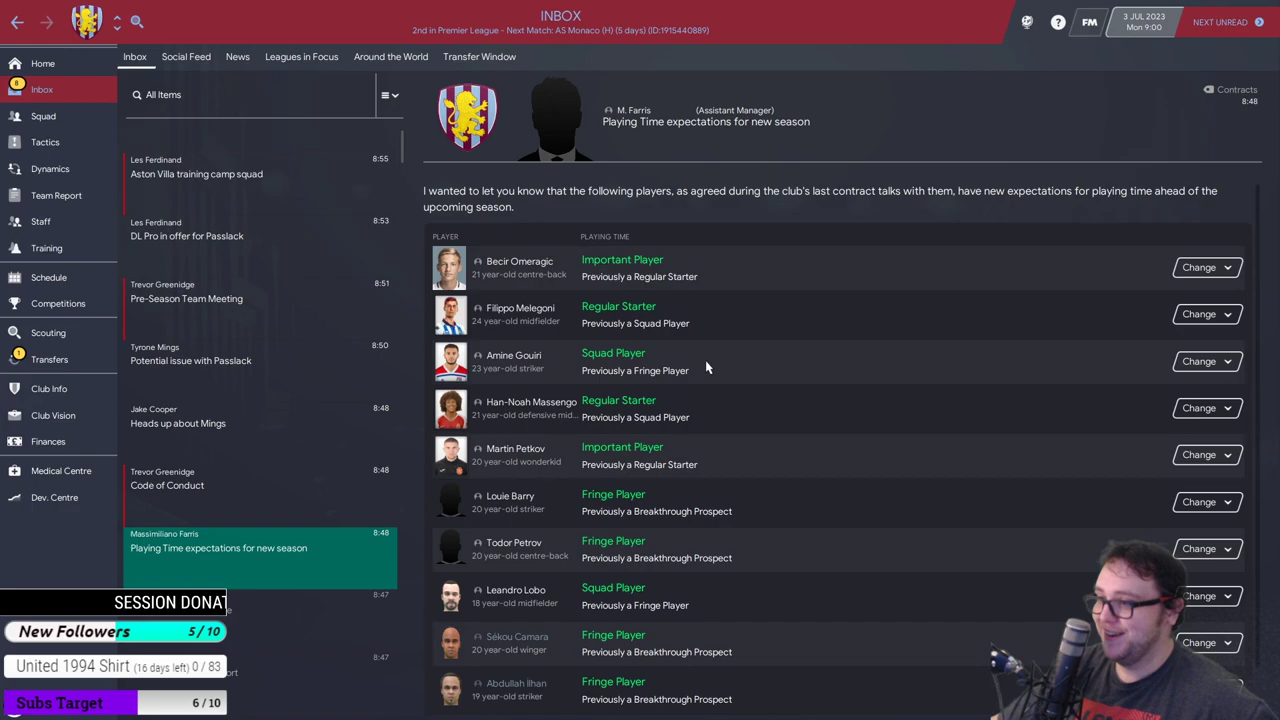 INBOX
2nd in Premier League - Next Match: AS Monaco (H) (5 days) (ID:1915440889)
FM
3 JUL 2023
Mon 9:00
NEXT UNREAD
Home
8
Inbox
Squad
Tactics
Dynamics
Team Report
Staff
Training
Schedule
Competitions
Scouting
1
Transfers
Club Info
Club Vision
Finances
Medical Centre
Dev. Centre
Inbox
Social Feed
News
Leagues in Focus
Around the World
Transfer Window
All Items
Les Ferdinand 8:55
Aston Villa training camp squad
Les Ferdinand 8:53
DL Pro in offer for Passlack
Trevor Greenidge 8:51
Pre-Season Team Meeting
Tyrone Mings 8:50
Potential issue with Passlack
Jake Cooper 8:48
Heads up about Mings
Trevor Greenidge 8:48
Code of Conduct
Massimiliano Farris 8:48
Playing Time expectations for new season
8:47
8:47
M. Farris (Assistant Manager)
Playing Time expectations for new season
Contracts
8:48
I wanted to let you know that the following players, as agreed during the club's last contract talks with them, have new expectations for playing time ahead of the
upcoming season.
PLAYER PLAYING TIME
Becir Omeragic Important Player
21 year-old centre-back Previously a Regular Starter
Change
Filippo Melegoni Regular Starter
24 year-old midfielder Previously a Squad Player
Change
Amine Gouiri Squad Player
23 year-old striker Previously a Fringe Player
Change
Han-Noah Massengo Regular Starter
21 year-old defensive mid... Previously a Squad Player
Change
Martin Petkov Important Player
20 year-old wonderkid Previously a Regular Starter
Change
Louie Barry Fringe Player
20 year-old striker Previously a Breakthrough Prospect
Change
Todor Petrov Fringe Player
20 year-old centre-back Previously a Breakthrough Prospect
Change
Leandro Lobo Squad Player
18 year-old midfielder Previously a Fringe Player
Change
Sékou Camara Fringe Player
20 year-old winger Previously a Breakthrough Prospect
Change
Abdullah İlhan Fringe Player
19 year-old striker Previously a Breakthrough Prospect
SESSION DONAT
New Followers 5 / 10
United 1994 Shirt (16 days left) 0 / 83
Subs Target 6 / 10